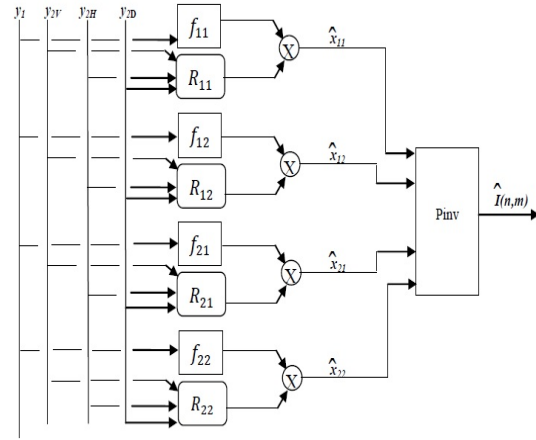 y1 y2V y2H y2D
f11
X
x̂11
R11
f12
X
x̂12
R12
Pinv
Î(n,m)
f21
X
x̂21
R21
f22
X
x̂22
R22